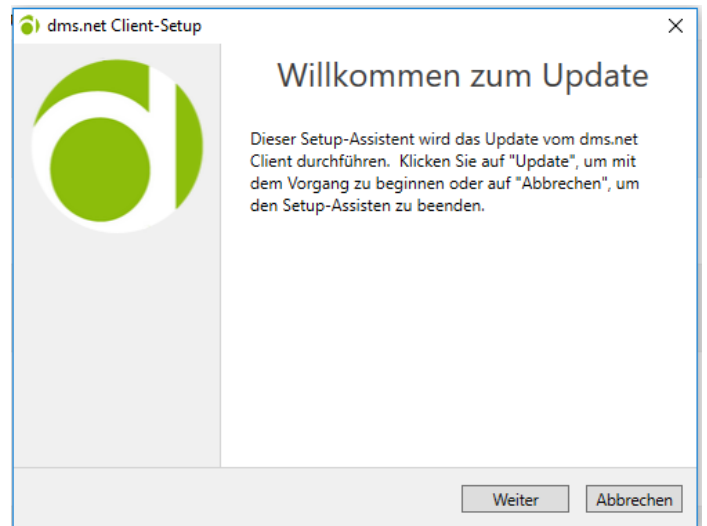 dms.net Client-Setup
Willkommen zum Update
Dieser Setup-Assistent wird das Update vom dms.net
Client durchführen. Klicken Sie auf "Update", um mit
dem Vorgang zu beginnen oder auf "Abbrechen", um
den Setup-Assisten zu beenden.
Weiter Abbrechen